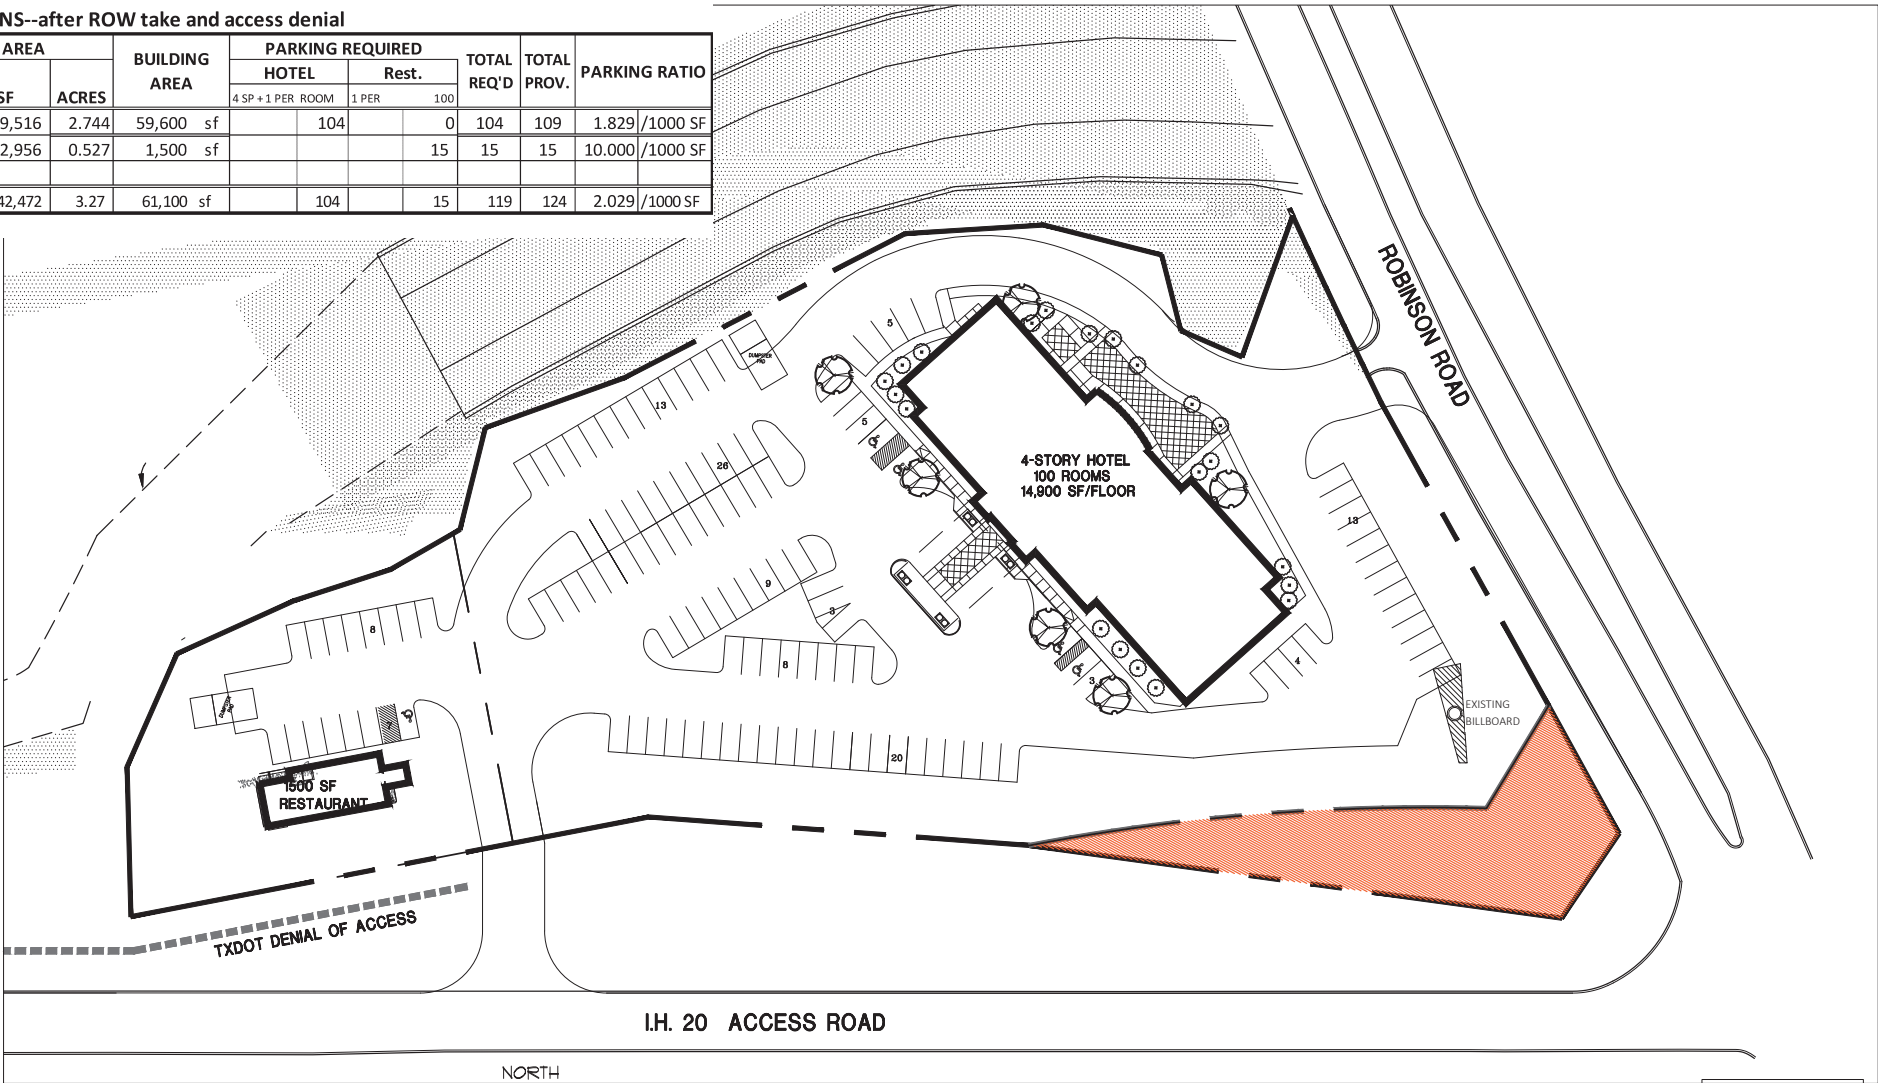 NS--after ROW take and access denial
AREA BUILDING AREA PARKING REQUIRED TOTAL REQ'D TOTAL PROV. PARKING RATIO
HOTEL Rest.
SF ACRES 4 SP + 1 PER ROOM 1 PER 100
9,516 2.744 59,600 sf 104 0 104 109 1.829 /1000 SF
2,956 0.527 1,500 sf 15 15 15 10.000 /1000 SF
42,472 3.27 61,100 sf 104 15 119 124 2.029 /1000 SF
ROBINSON ROAD
5
DUMPSTER PAD
13
5
26
4-STORY HOTEL
100 ROOMS
14,900 SF/FLOOR
13
9
3
8
8
4
3
DUMPSTER PAD
7
EXISTING
BILLBOARD
20
1500 SF
RESTAURANT
TXDOT DENIAL OF ACCESS
I.H. 20 ACCESS ROAD
NORTH